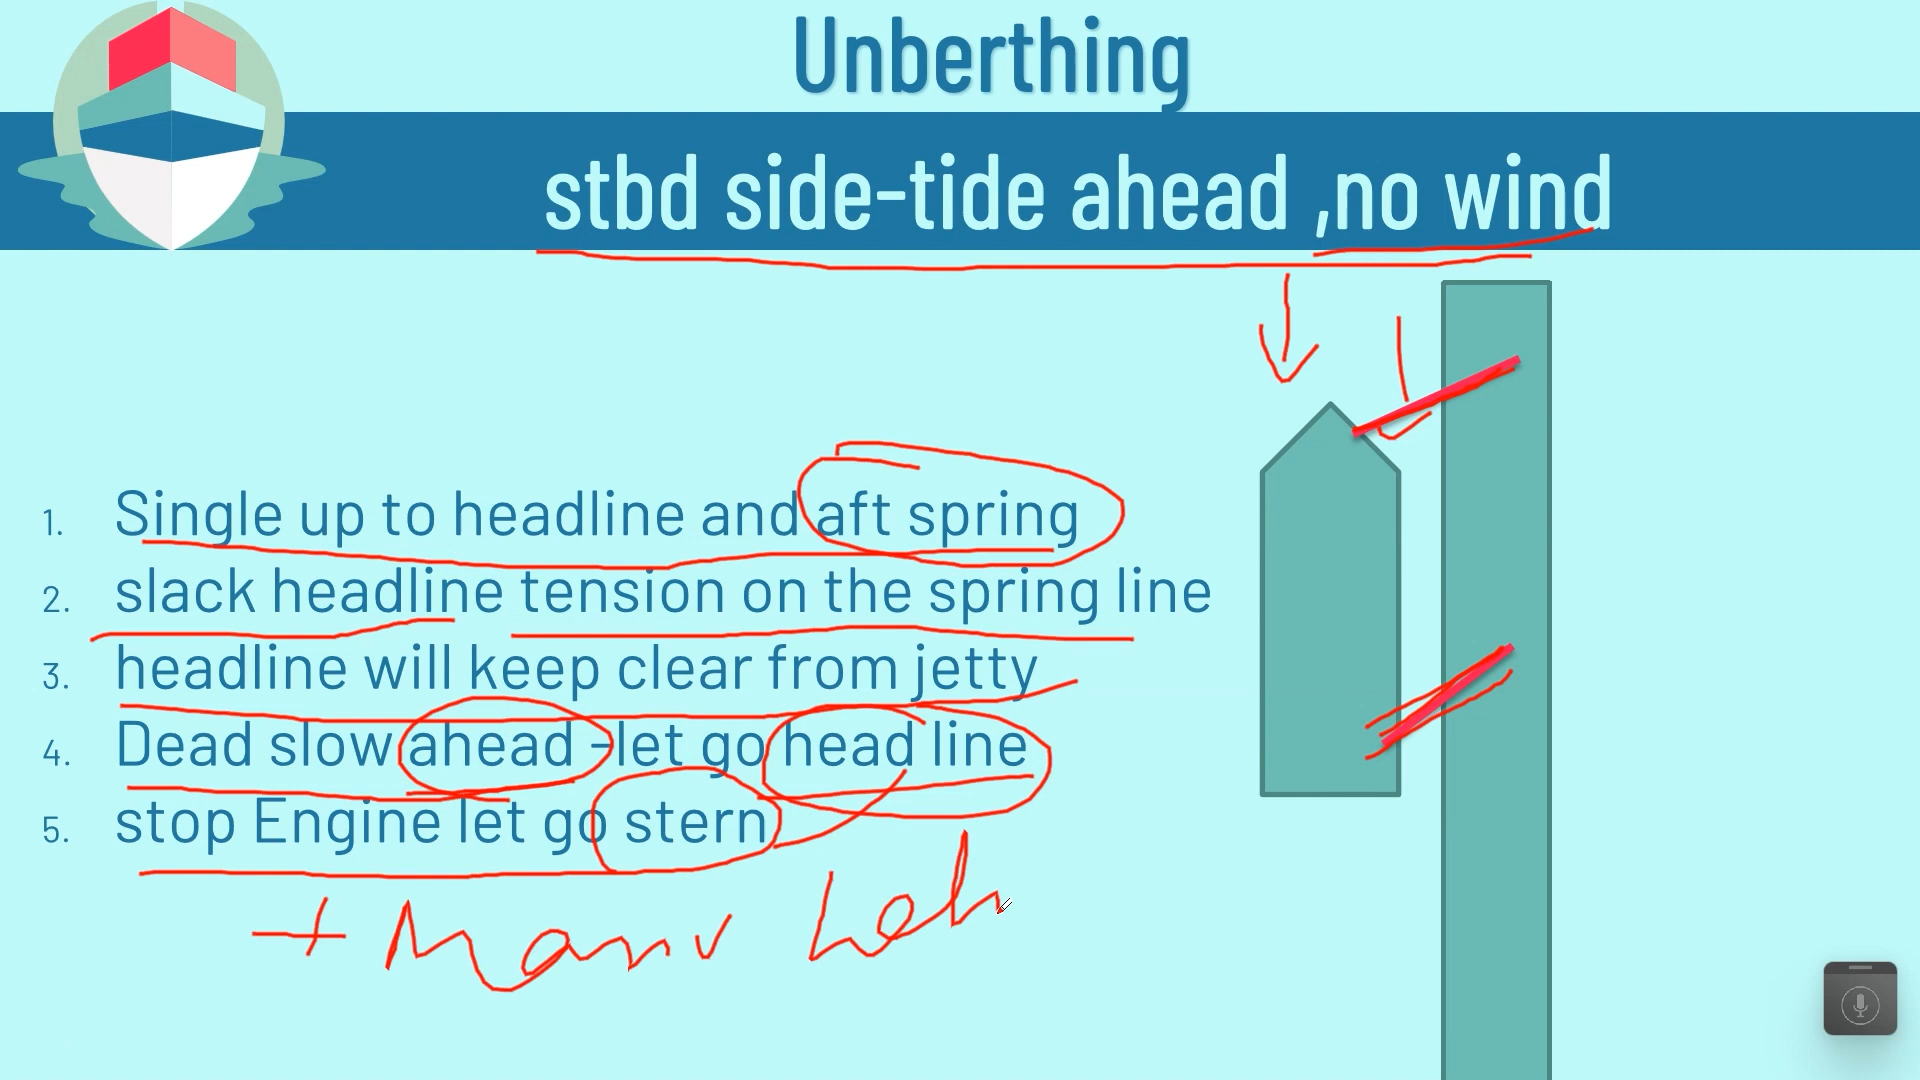 Unberthing
stbd side-tide ahead ,no wind
1. Single up to headline and aft spring
2. slack headline tension on the spring line
3. headline will keep clear from jetty
4. Dead slow ahead -let go head line
5. stop Engine let go stern
+ Manv